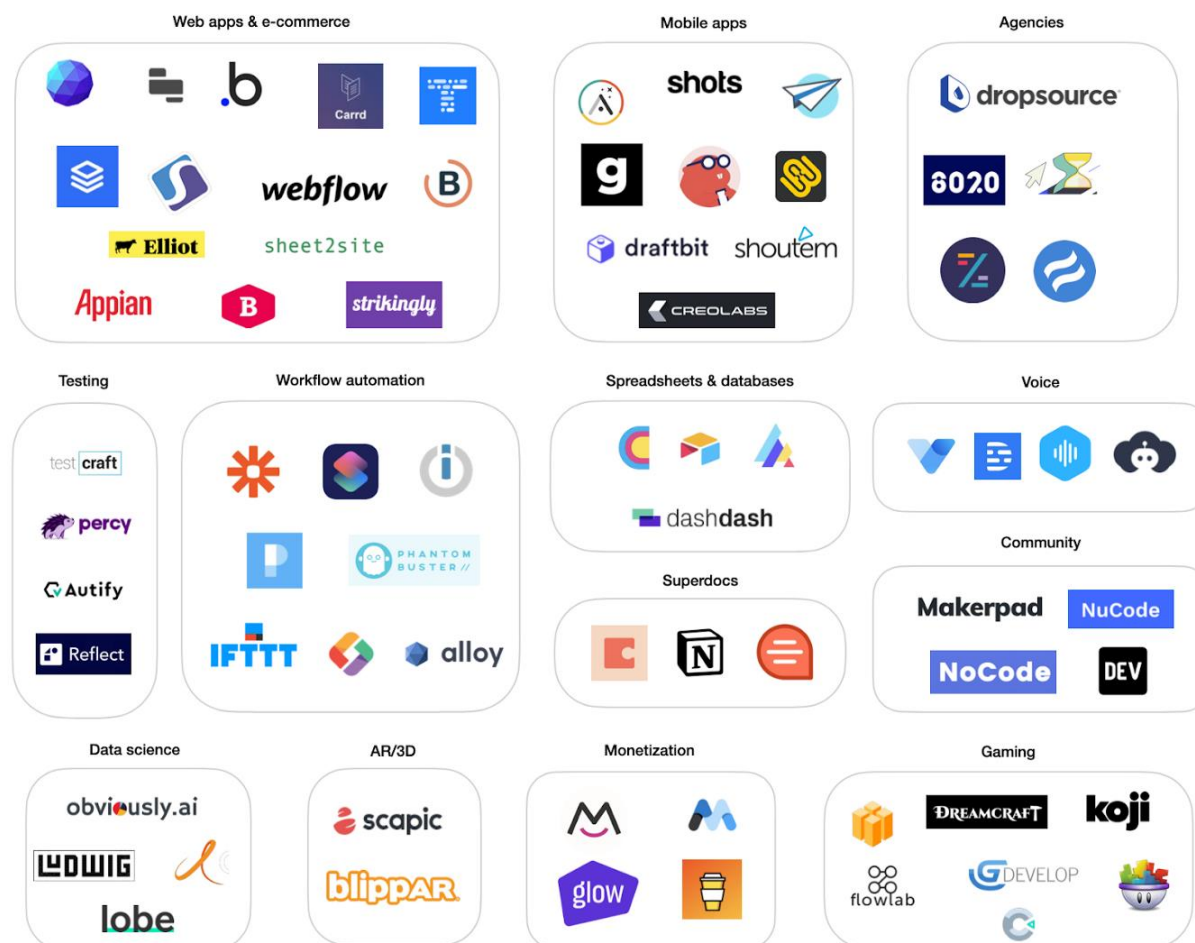 Web apps & e-commerce
Mobile apps
Agencies
b
Carrd
shots
dropsource
webflow
B
g
8020
Elliot
sheet2site
draftbit
shoutem
Appian
B
strikingly
CREOLABS
Testing
Workflow automation
Spreadsheets & databases
Voice
test craft
percy
dashdash
PHANTOM
BUSTER//
Community
Autify
Superdocs
Makerpad
NuCode
Reflect
IFTTT
alloy
N
NoCode
DEV
Data science
AR/3D
Monetization
Gaming
obviously.ai
scapic
DREAMCRAFT
koji
LUDWIG
blippAR
glow
flowlab
GDEVELOP
lobe